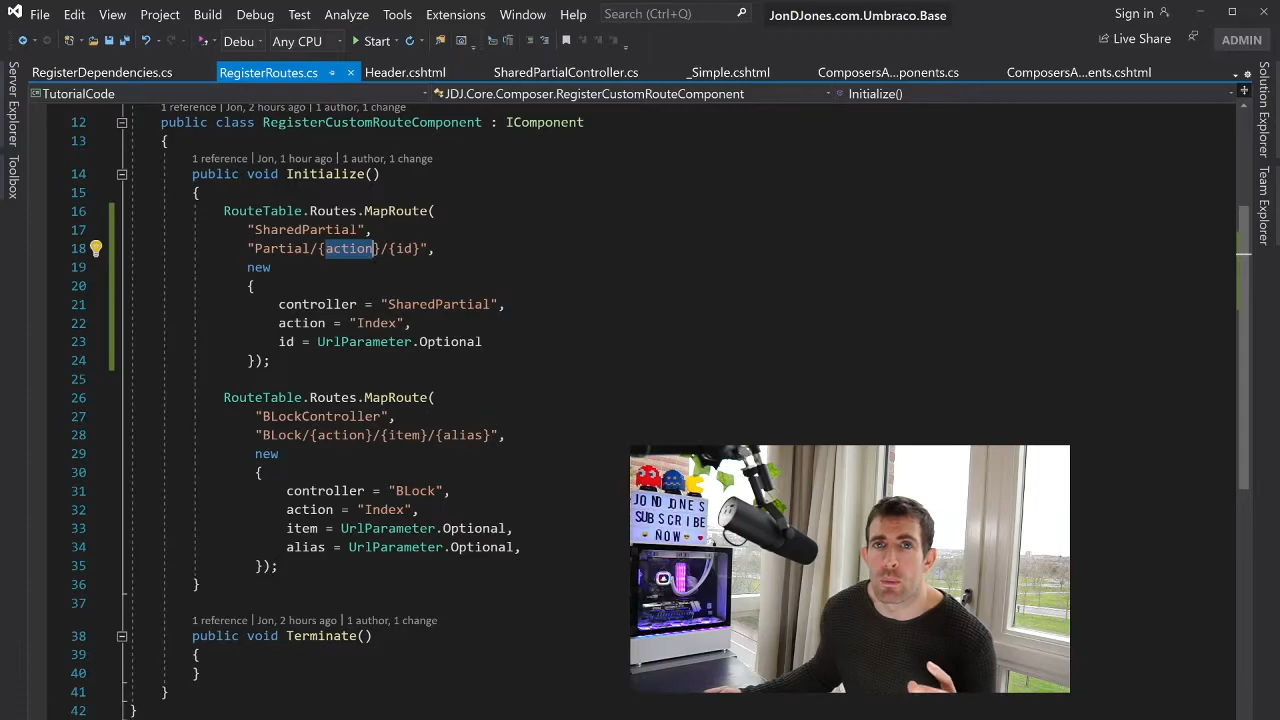 File Edit View Project Build Debug Test Analyze Tools Extensions Window Help Search (Ctrl+Q) JonDJones.com.Umbraco.Base Sign in
Debu Any CPU Start Live Share ADMIN
RegisterDependencies.cs RegisterRoutes.cs Header.cshtml SharedPartialController.cs _Simple.cshtml ComposersA...ponents.cs ComposersA...ents.cshtml
TutorialCode JDJ.Core.Composer.RegisterCustomRouteComponent Initialize()
Server Explorer
Toolbox
Solution Explorer
Team Explorer
1 reference | Jon, 2 hours ago | 1 author, 1 change
12 public class RegisterCustomRouteComponent : IComponent
13 {
1 reference | Jon, 1 hour ago | 1 author, 1 change
14 public void Initialize()
15 {
16 RouteTable.Routes.MapRoute(
17 "SharedPartial",
18 "Partial/{action}/{id}",
19 new
20 {
21 controller = "SharedPartial",
22 action = "Index",
23 id = UrlParameter.Optional
24 });
25
26 RouteTable.Routes.MapRoute(
27 "BLockController",
28 "BLock/{action}/{item}/{alias}",
29 new
30 {
31 controller = "BLock",
32 action = "Index",
33 item = UrlParameter.Optional,
34 alias = UrlParameter.Optional,
35 });
36 }
37
1 reference | Jon, 2 hours ago | 1 author, 1 change
38 public void Terminate()
39 {
40 }
41 }
42 }
JON D JONES
SUBSCRIBE
NOW